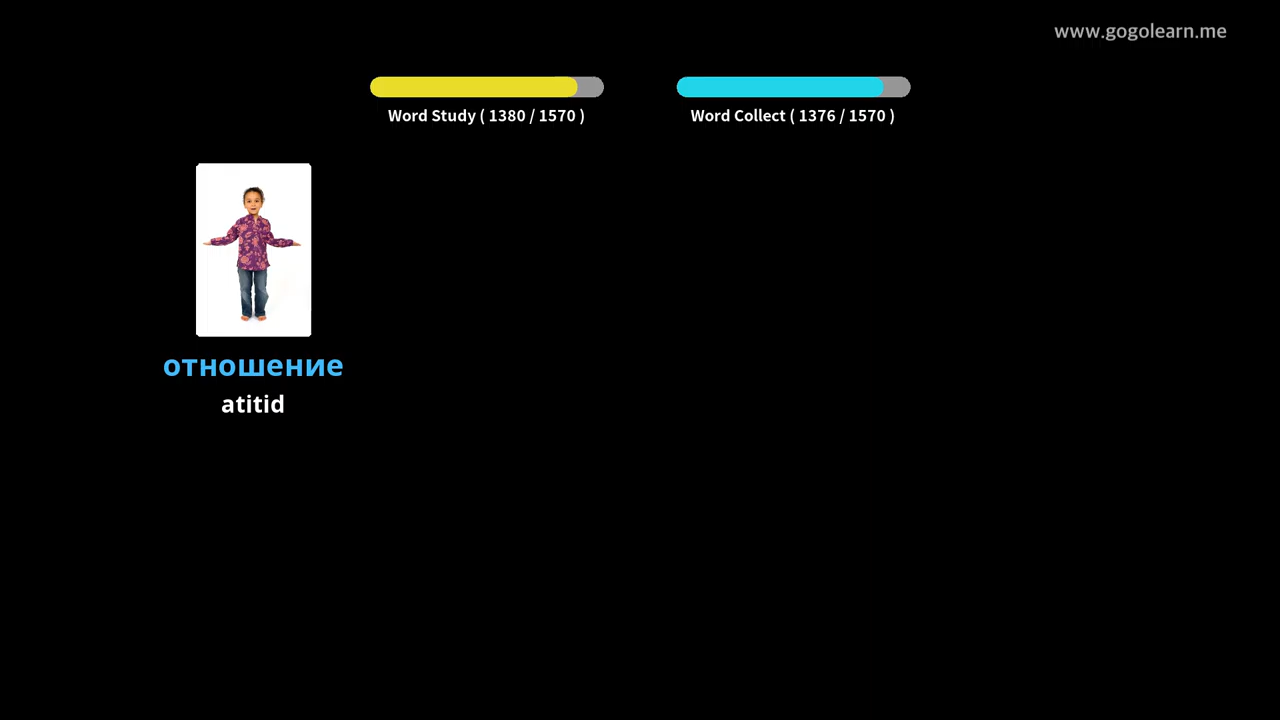 www.gogolearn.me
Word Study ( 1380 / 1570 )
Word Collect ( 1376 / 1570 )
отношение
atitid